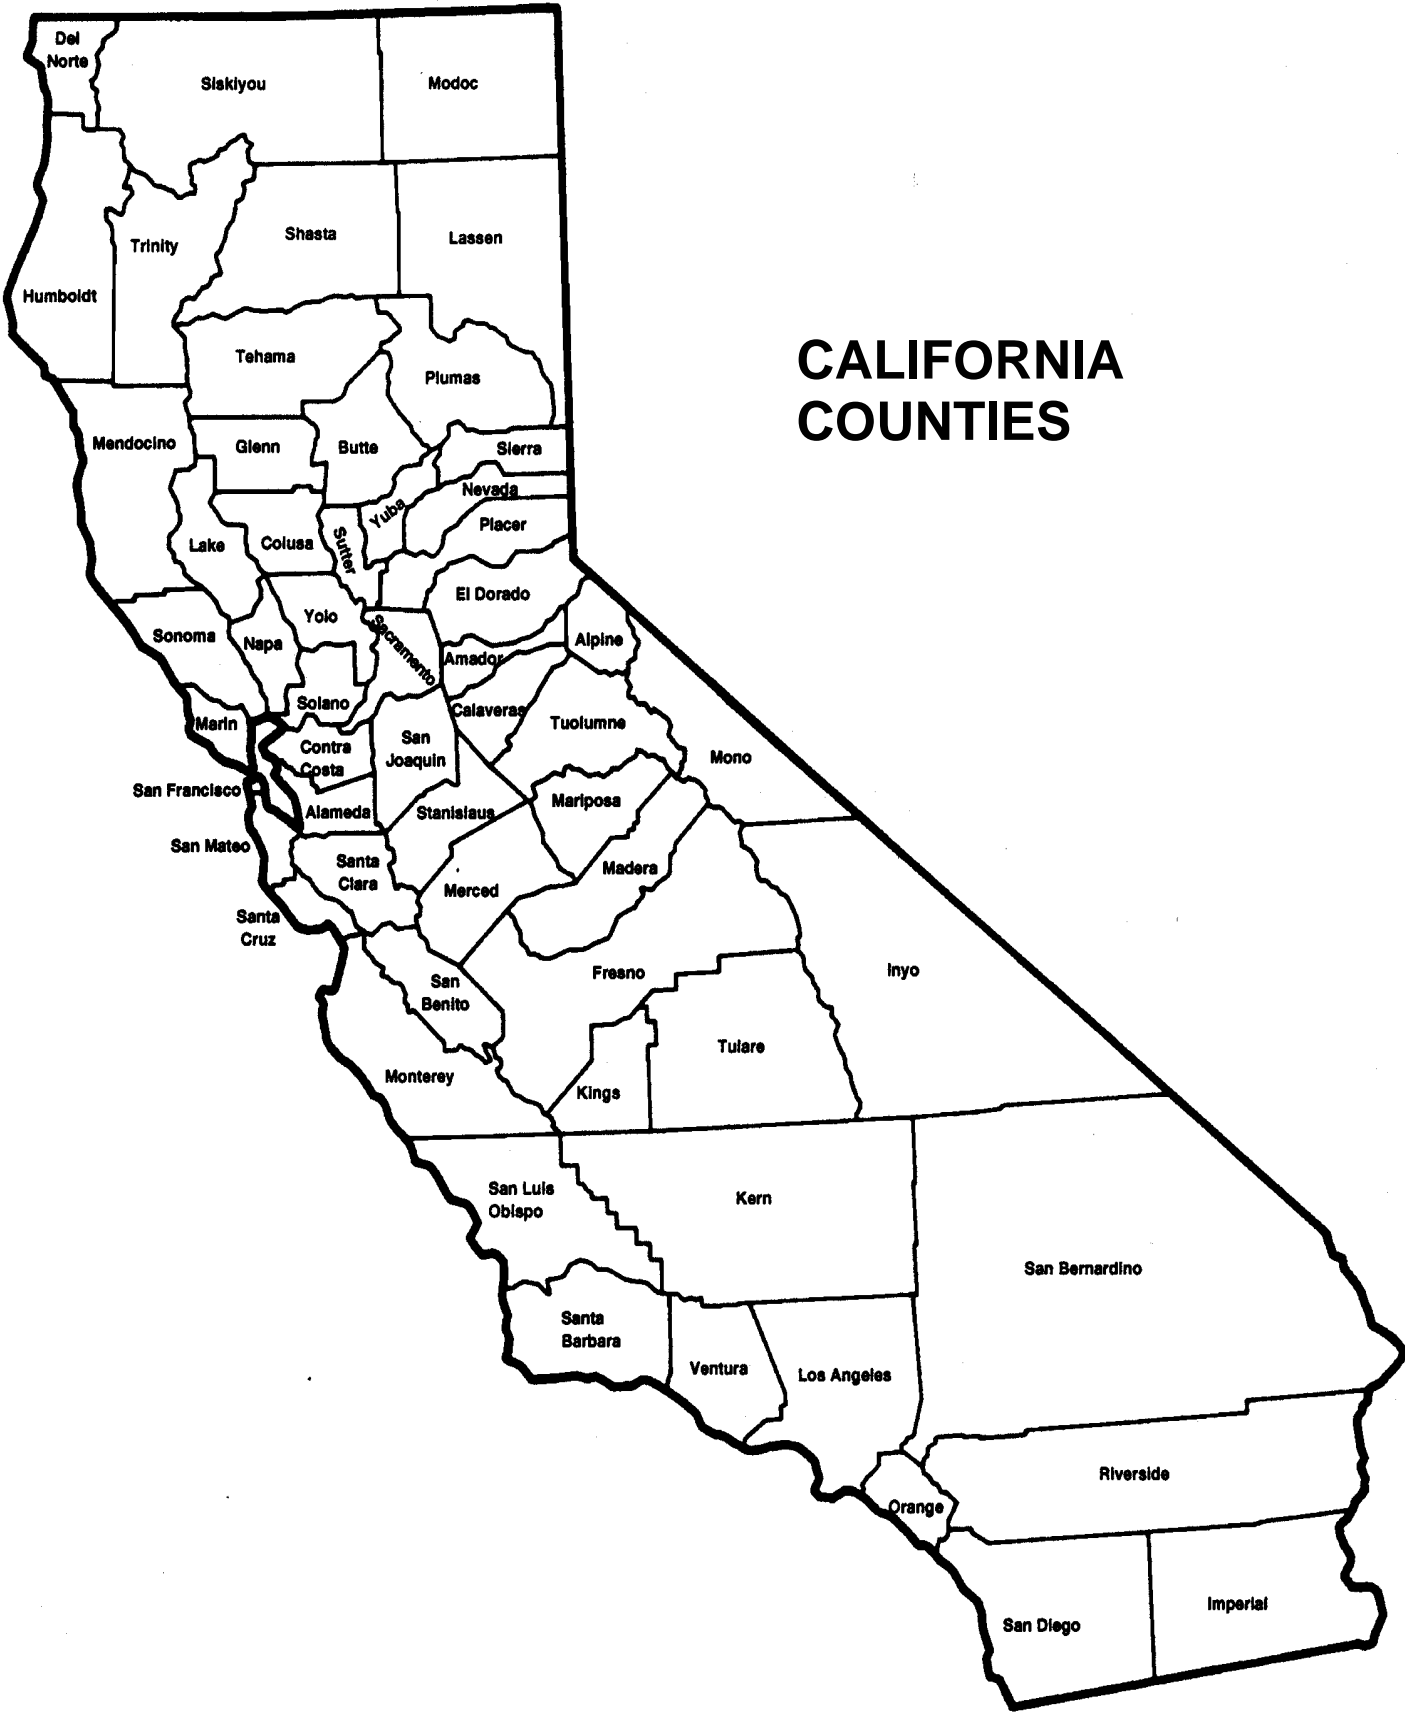 Del
Norte
Siskiyou
Modoc
Shasta
Lassen
Trinity
Humboldt
Tehama
Plumas
CALIFORNIA
COUNTIES
Mendocino
Glenn
Butte
Sierra
Nevada
Yuba
Placer
Sutter
Lake
Colusa
El Dorado
Yolo
Sonoma
Napa
Sacramento
Alpine
Amador
Solano
Calaveras
Marin
Tuolumne
San
Joaquin
Contra
Costa
Mono
San Francisco
Mariposa
Alameda
Stanislaus
San Mateo
Santa
Clara
Madera
Merced
Santa
Cruz
Fresno
Inyo
San
Benito
Tulare
Monterey
Kings
San Luis
Obispo
Kern
San Bernardino
Santa
Barbara
Ventura
Los Angeles
Riverside
Orange
Imperial
San Diego